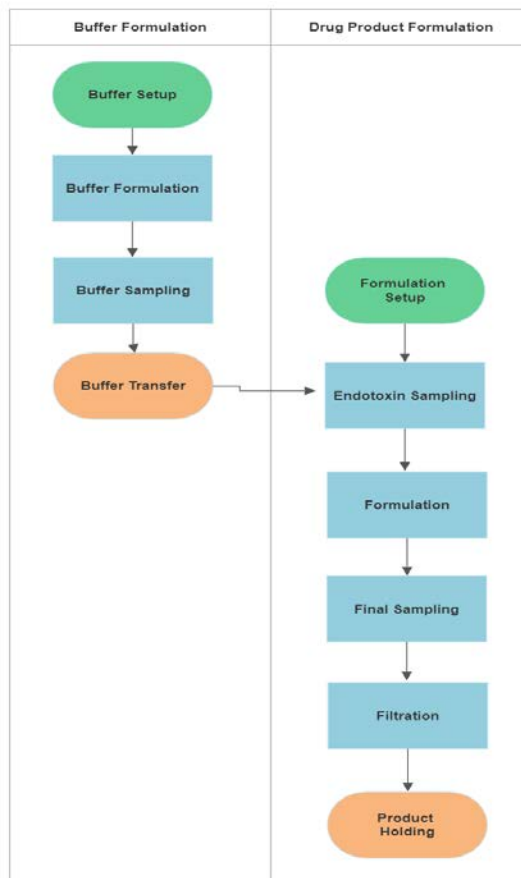 Buffer Formulation
Drug Product Formulation
Buffer Setup
Buffer Formulation
Buffer Sampling
Buffer Transfer
Formulation
Setup
Endotoxin Sampling
Formulation
Final Sampling
Filtration
Product
Holding